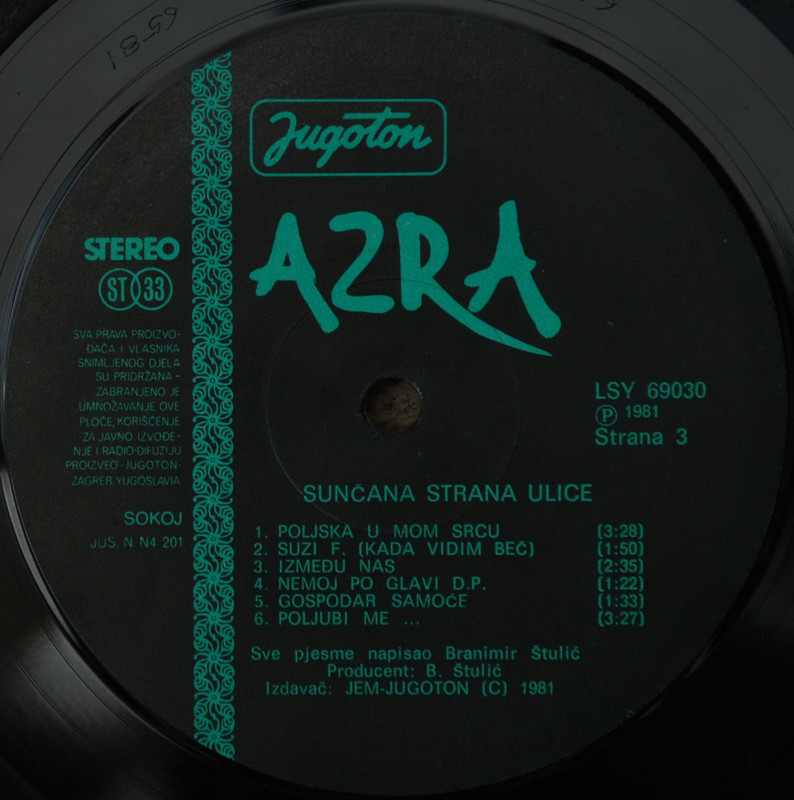 6581
Jugoton
AZRA
STEREO
ST 33
SVA PRAVA PROIZVO-
ĐAČA I VLASNIKA
SNIMLJENOG DJELA
SU PRIDRŽANA -
ZABRANJENO JE
UMNOŽAVANJE OVE
PLOČE, KORIŠĆENJE
ZA JAVNO IZVOĐE-
NJE I RADIO-DIFUZIJU
PROIZVEO "JUGOTON"
ZAGREB, YUGOSLAVIA
SOKOJ
JUS. N. N4 201
LSY 69030
Ⓟ 1981
Strana 3
SUNČANA STRANA ULICE
1. POLJSKA U MOM SRCU (3:28)
2. SUZI F. (KADA VIDIM BEČ) (1:50)
3. IZMEĐU NAS (2:35)
4. NEMOJ PO GLAVI D.P. (1:22)
5. GOSPODAR SAMOĆE (1:33)
6. POLJUBI ME ... (3:27)
Sve pjesme napisao Branimir Štulić
Producent: B. Štulić
Izdavač: JEM-JUGOTON (C) 1981